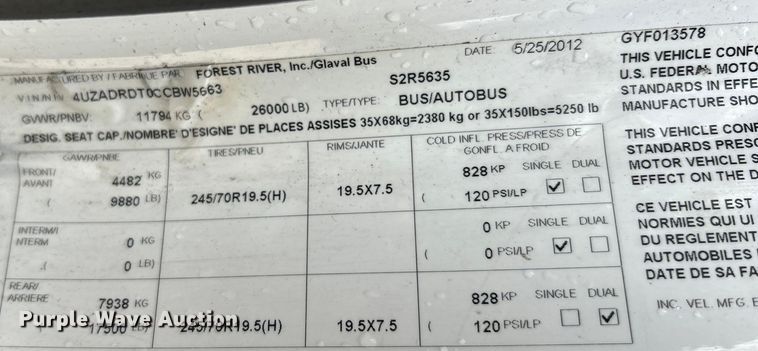 GYF013578
MANUFACTURED BY / FABRIQUE PAR FOREST RIVER, Inc./Glaval Bus DATE: 5/25/2012
V.I.N./N.I.V. 4UZADRDT0CCBW5663 S2R5635
GVWR/PNBV: 11794 KG ( 26000 LB) TYPE/TYPE: BUS/AUTOBUS
DESIG. SEAT CAP./NOMBRE' D'ESIGNE' DE PLACES ASSISES 35X68kg=2380 kg or 35X150lbs=5250 lb
GAWR/PNBE TIRES/PNEU RIMS/JANTE COLD INFL. PRESS/PRESS DE
GONFL. A FROID
FRONT/ 4482 KG 828 KP SINGLE DUAL
AVANT
( 9880 LB) 245/70R19.5(H) 19.5X7.5 ( 120 PSI/LP
INTERM/I 0 KP SINGLE DUAL
NTERM 0 KG
.( 0 LB) ( 0 PSI/LP
REAR/
ARRIERE 7938 KG 828 KP SINGLE DUAL
17500 LB) 245/70R19.5(H) 19.5X7.5 ( 120 PSI/LP
THIS VEHICLE CONFO
U.S. FEDERAL MOTO
STANDARDS IN EFFE
MANUFACTURE SHO
THIS VEHICLE CONF
STANDARDS PRESC
MOTOR VEHICLE S
EFFECT ON THE D
CE VEHICLE EST
NORMIES QUI UI
DU REGLEMENT
AUTOMOBILES
DATE DE SA FA
INC. VEL. MFG. E
Purple Wave Auction